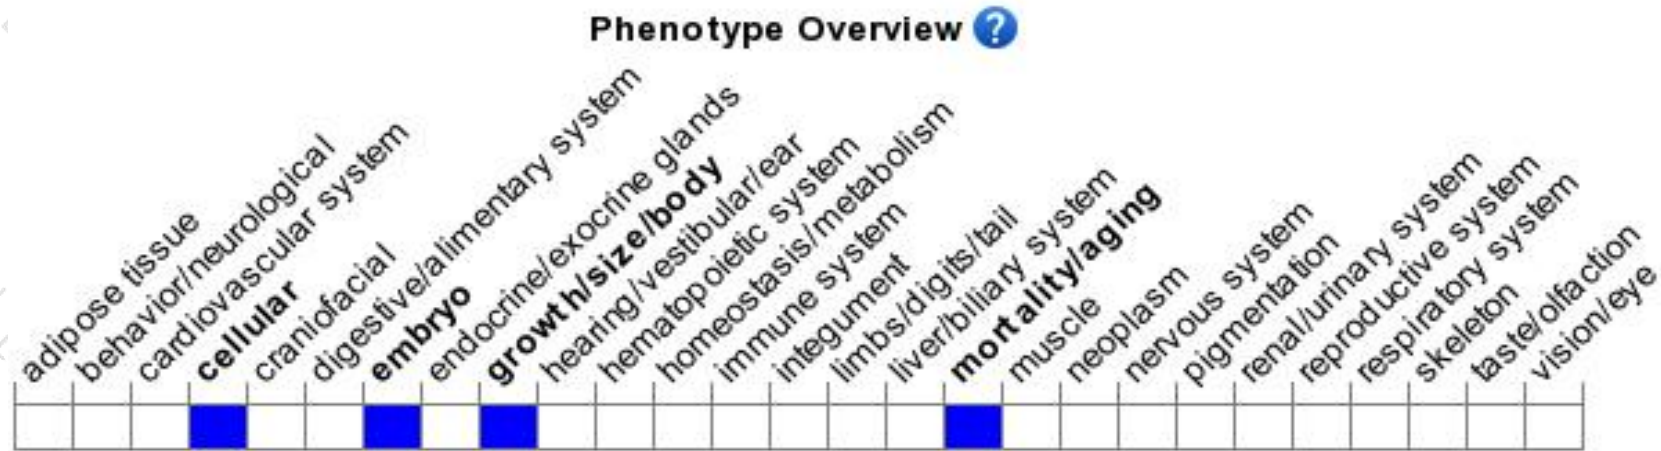 Phenotype Overview ?
adipose tissue
behavior/neurological
cardiovascular system
cellular
craniofacial
digestive/alimentary system
embryo
endocrine/exocrine glands
growth/size/body
hearing/vestibular/ear
hematopoietic system
homeostasis/metabolism
immune system
integument
limbs/digits/tail
liver/biliary system
mortality/aging
muscle
neoplasm
nervous system
pigmentation
renal/urinary system
reproductive system
respiratory system
skeleton
taste/olfaction
vision/eye